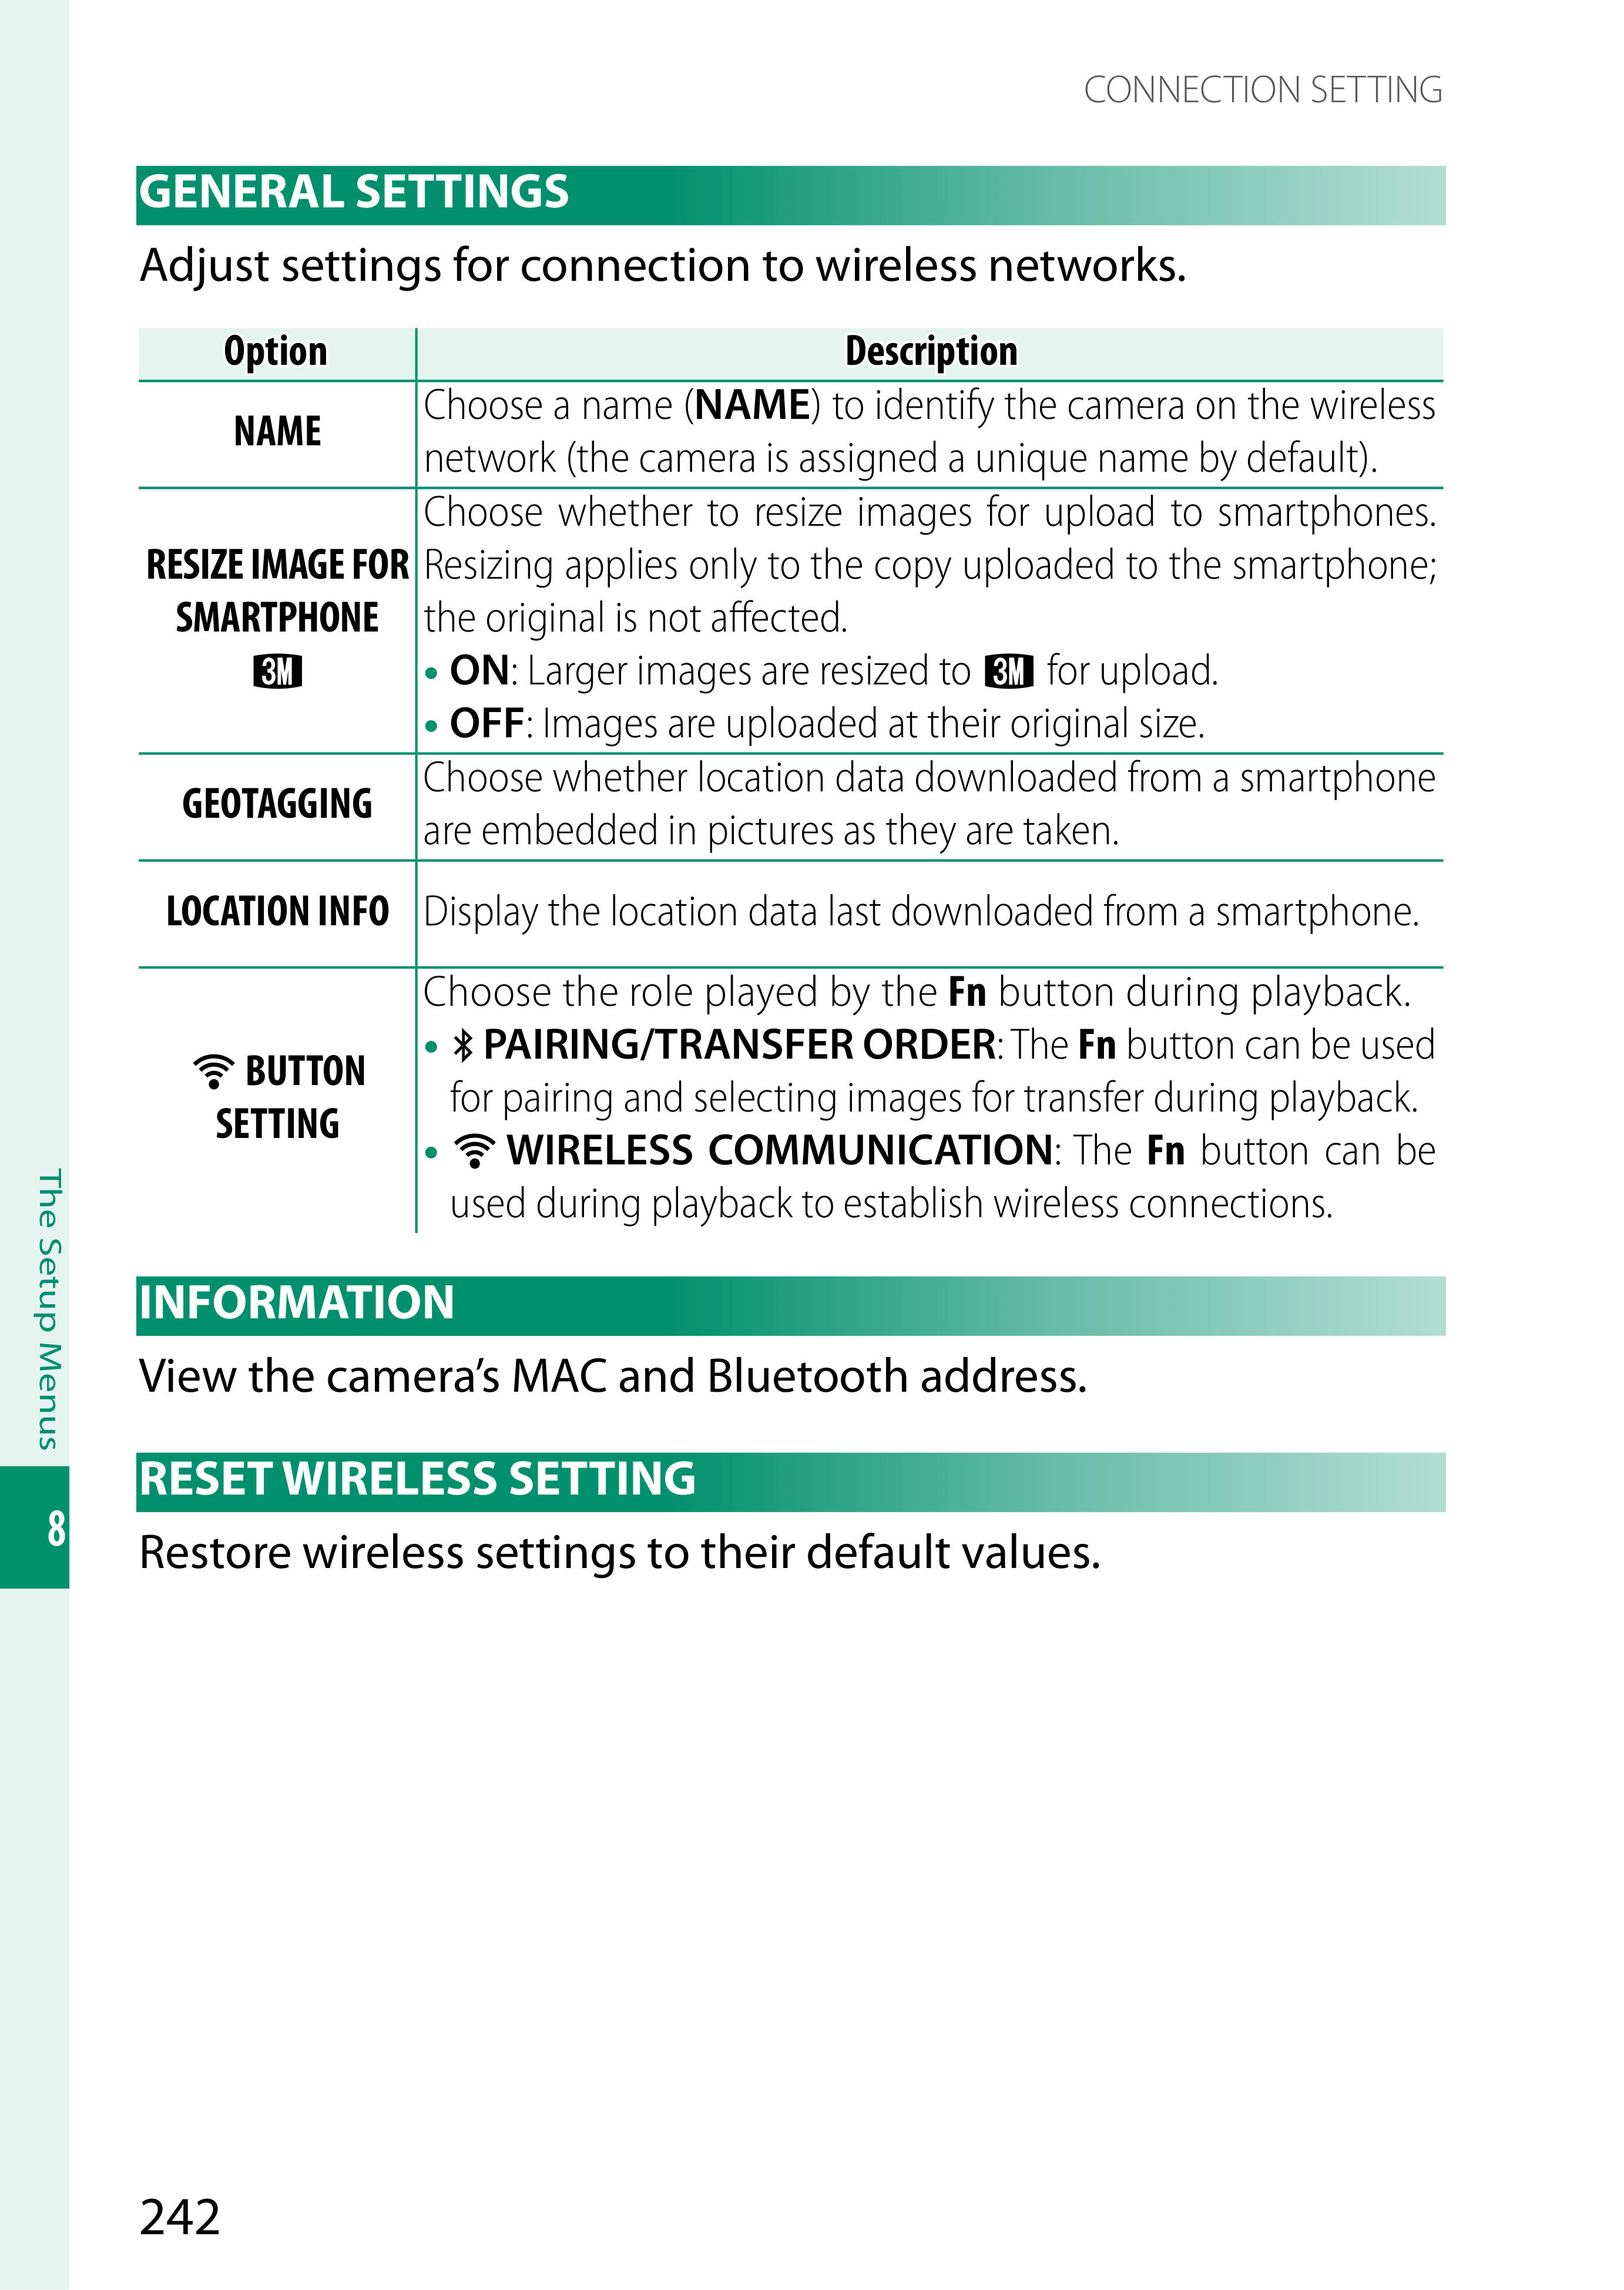 CONNECTION SETTING
GENERAL SETTINGS
Adjust settings for connection to wireless networks.
Option Description
NAME
Choose a name (NAME) to identify the camera on the wireless
network (the camera is assigned a unique name by default).
RESIZE IMAGE FOR
SMARTPHONE
3M
Choose whether to resize images for upload to smartphones.
Resizing applies only to the copy uploaded to the smartphone;
the original is not affected.
• ON: Larger images are resized to 3M for upload.
• OFF: Images are uploaded at their original size.
GEOTAGGING
Choose whether location data downloaded from a smartphone
are embedded in pictures as they are taken.
LOCATION INFO
Display the location data last downloaded from a smartphone.
BUTTON
SETTING
Choose the role played by the Fn button during playback.
• PAIRING/TRANSFER ORDER: The Fn button can be used
for pairing and selecting images for transfer during playback.
• WIRELESS COMMUNICATION: The Fn button can be
used during playback to establish wireless connections.
INFORMATION
View the camera’s MAC and Bluetooth address.
RESET WIRELESS SETTING
Restore wireless settings to their default values.
The Setup Menus
8
242